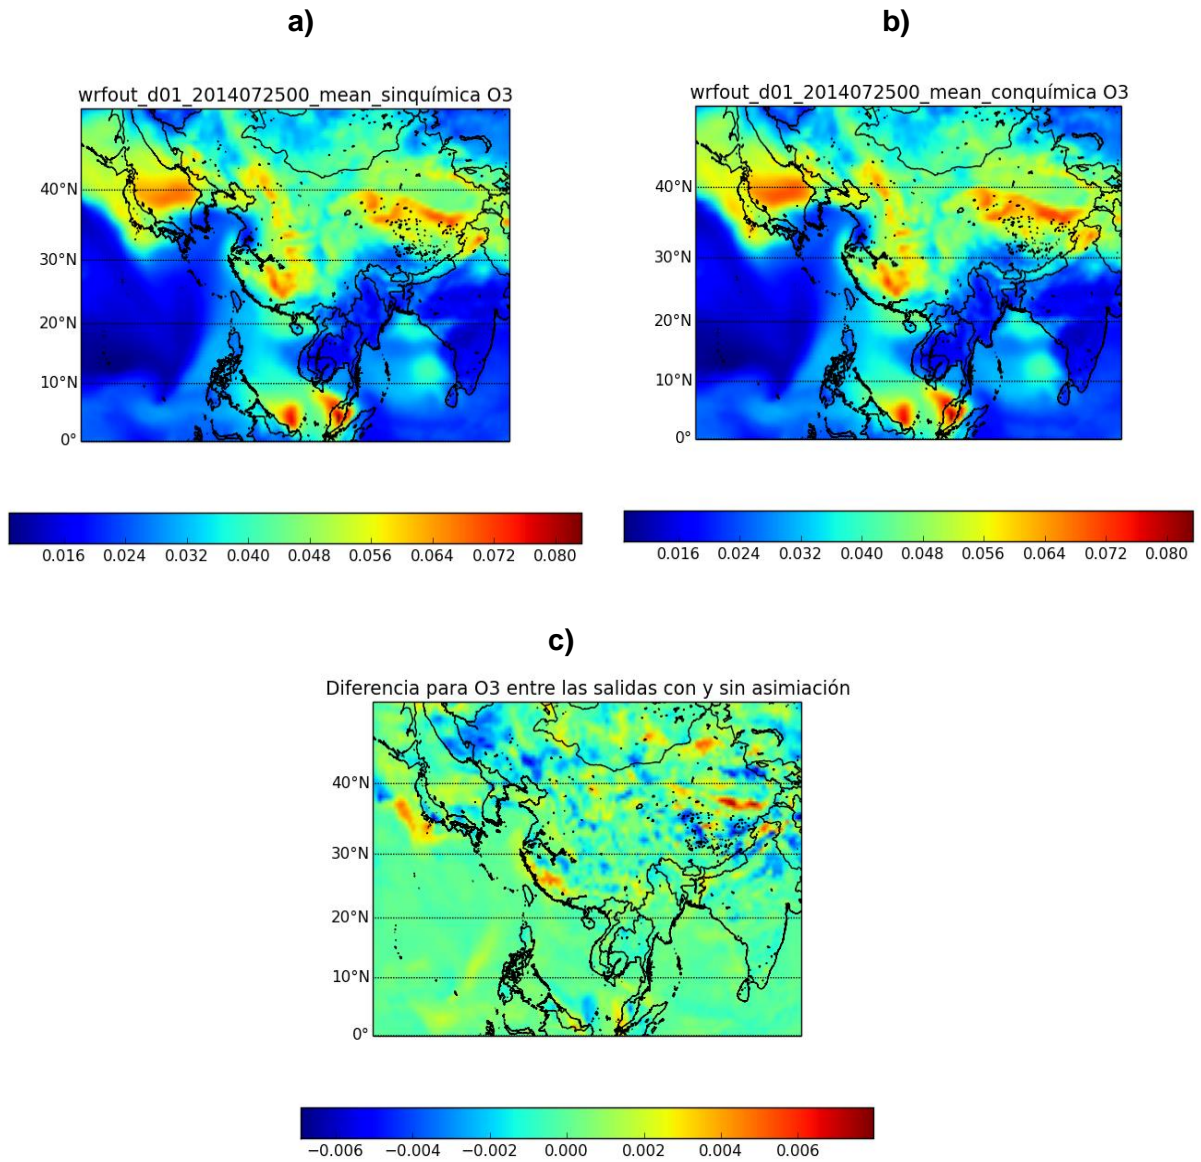 a)
b)
wrfout_d01_2014072500_mean_sinquímica O3
wrfout_d01_2014072500_mean_conquímica O3
40°N
30°N
20°N
10°N
0°
40°N
30°N
20°N
10°N
0°
0.016 0.024 0.032 0.040 0.048 0.056 0.064 0.072 0.080
0.016 0.024 0.032 0.040 0.048 0.056 0.064 0.072 0.080
c)
Diferencia para O3 entre las salidas con y sin asimiación
40°N
30°N
20°N
10°N
0°
−0.006 −0.004 −0.002 0.000 0.002 0.004 0.006